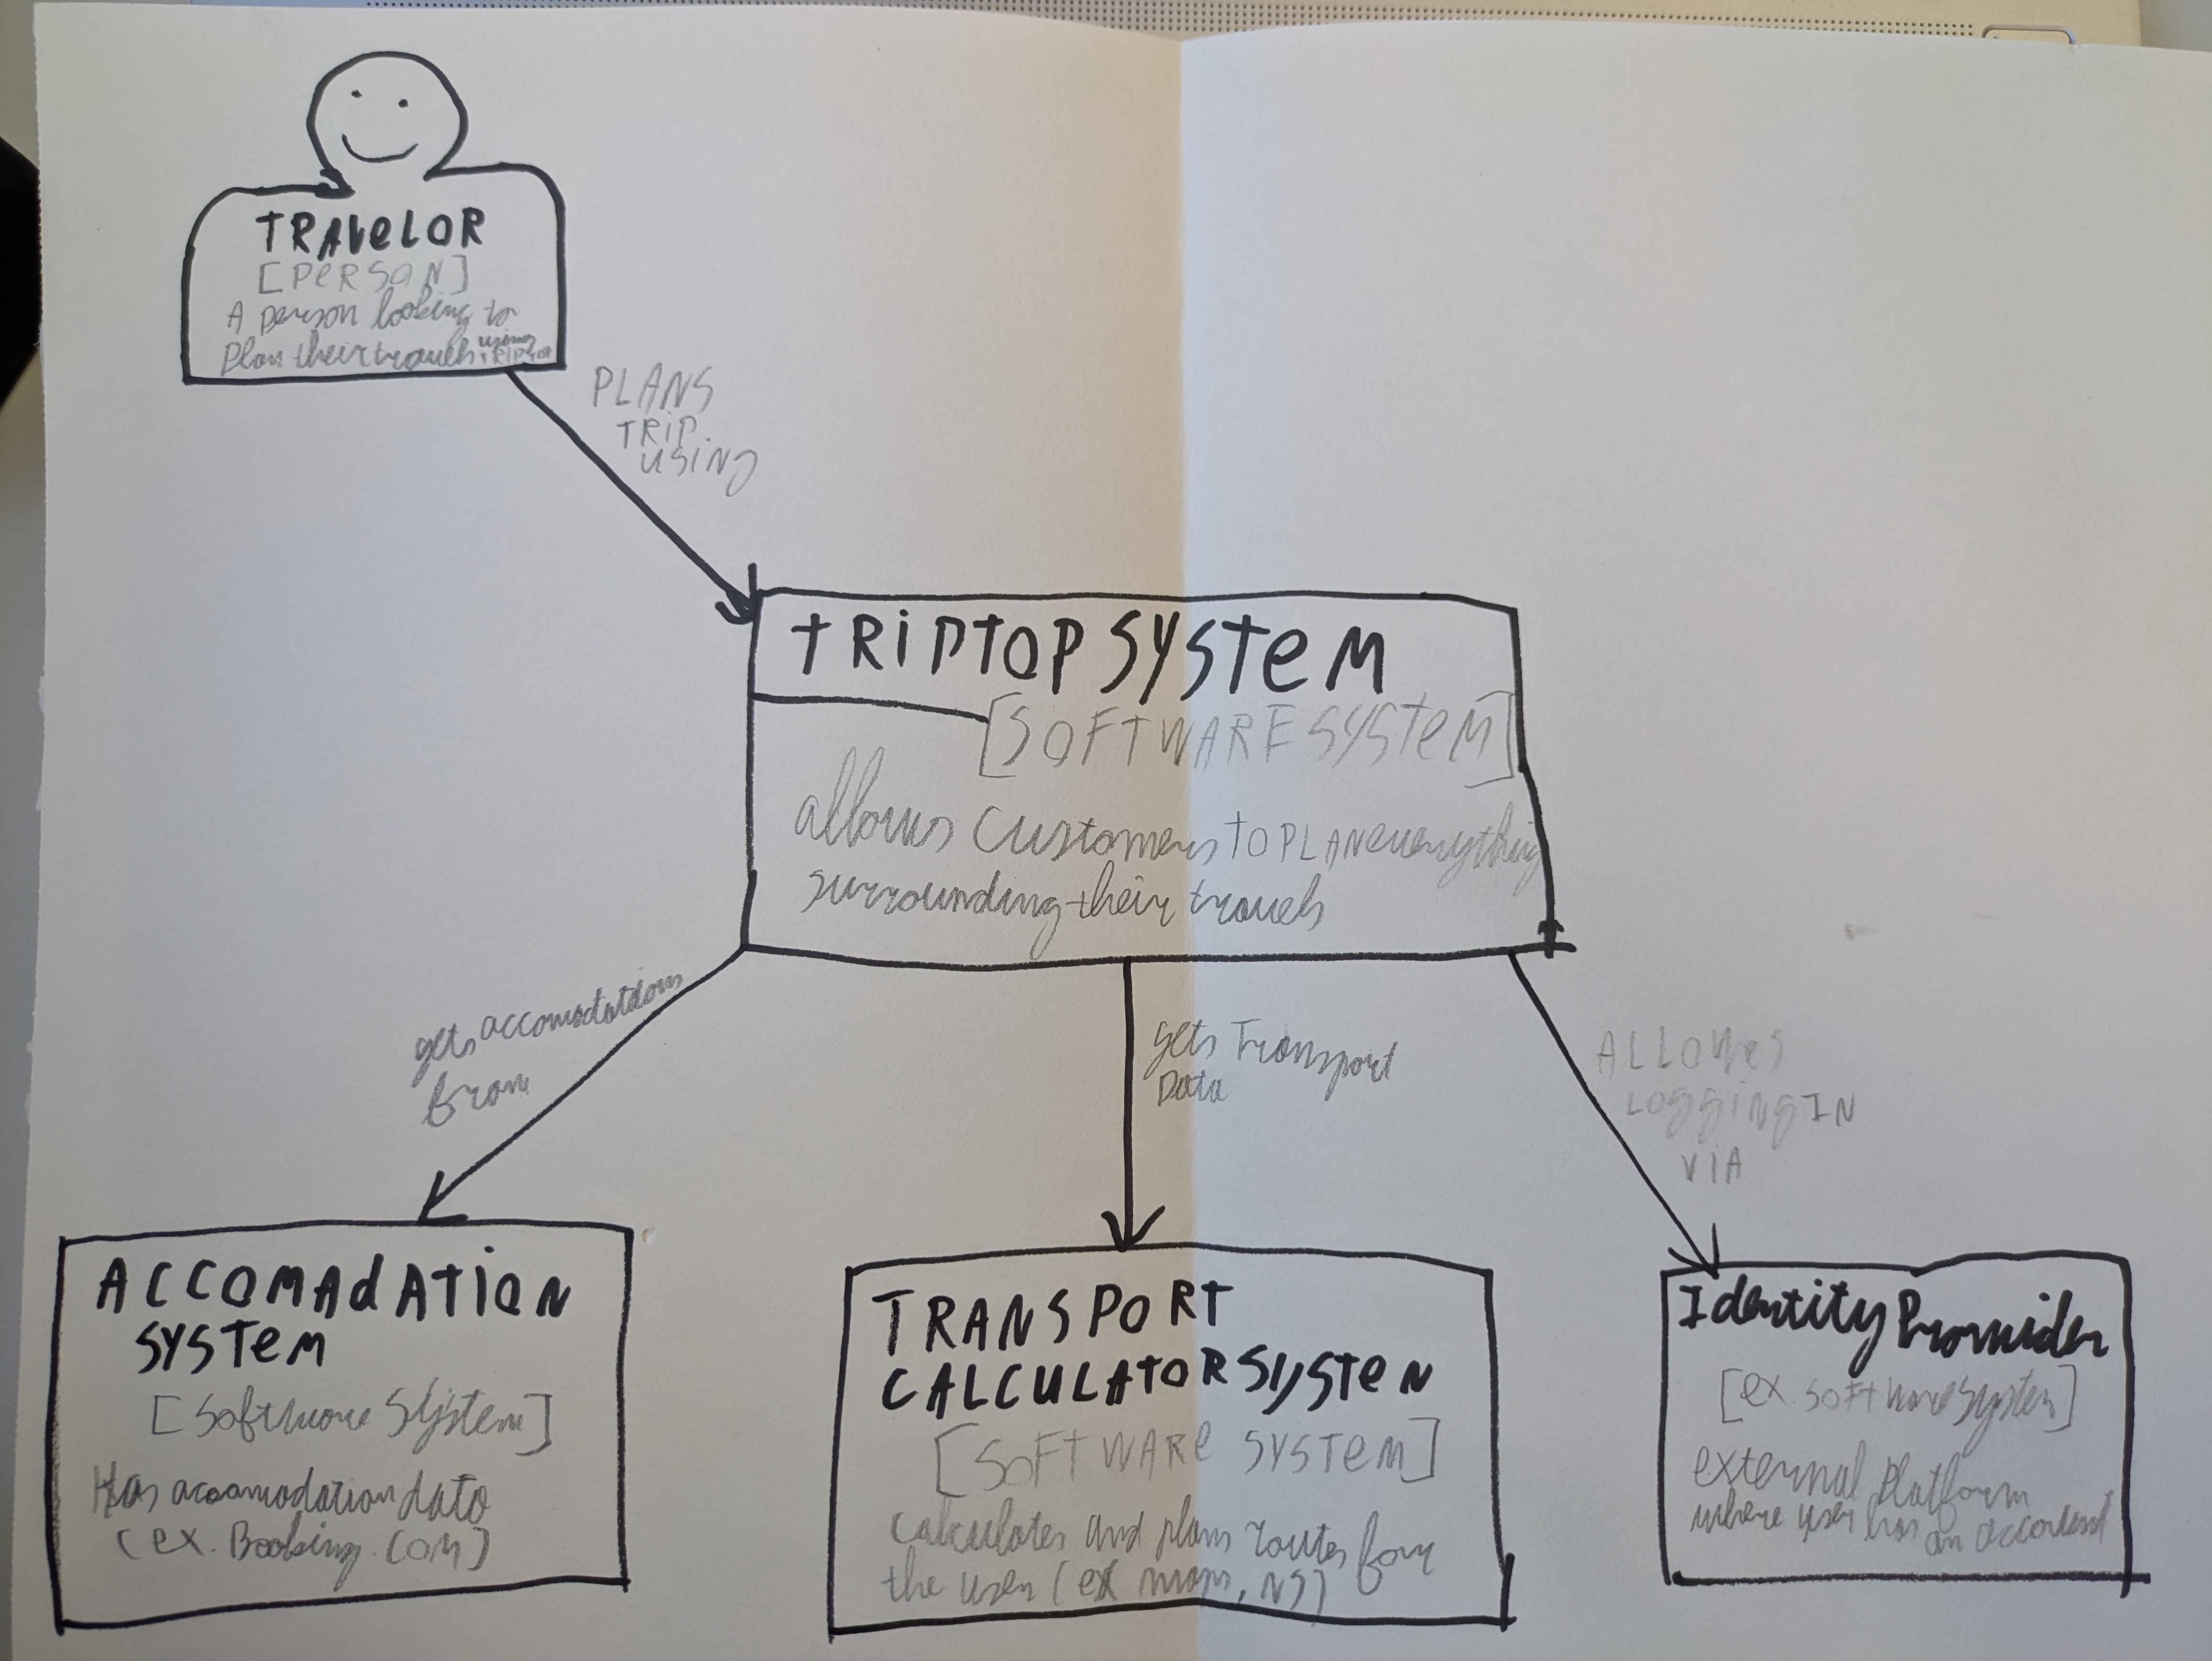 TRAVELOR
[PERSON]
A person looking to
Plan their travels using TRIPTOP
PLANS
TRIP
USING
TRIPTOP SYSTEM
[SOFTWARE SYSTEM]
allows Customers TO PLAN everything
surrounding their travels
gets accomodations
from
gets Transport
Data
ALLOWES
LOGGING IN
VIA
ACCOMADATION
SYSTEM
[Software System]
Has accomodation data
(ex. Booking.com)
TRANSPORT
CALCULATOR SYSTEM
[SOFTWARE SYSTEM]
Calculates and plans routes for
the user (ex maps, NS)
Identity Provider
[ex. SOFTWARE System]
external Platform
where user has an account